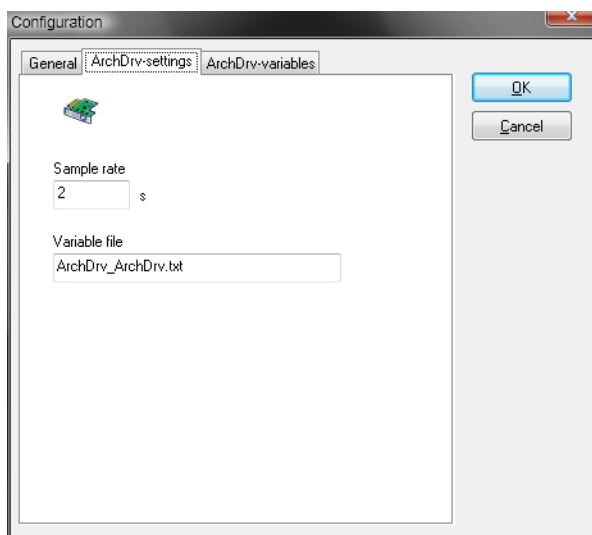 Configuration
General ArchDrv-settings ArchDrv-variables
OK
Cancel
Sample rate
2 s
Variable file
ArchDrv_ArchDrv.txt